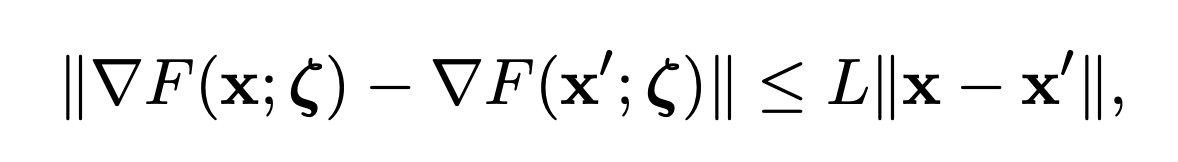 ‖∇F(𝐱; 𝛇) − ∇F(𝐱′; 𝛇)‖ ≤ L‖𝐱 − 𝐱′‖,